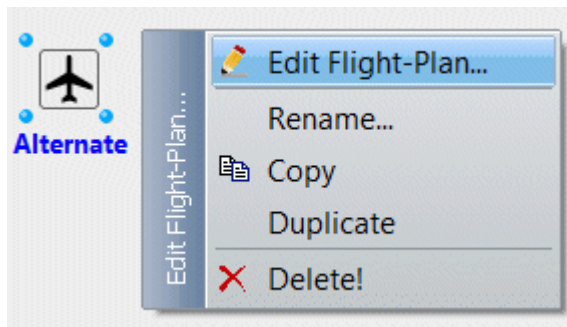 Alternate
Edit Flight-Plan...
Edit Flight-Plan...
Rename...
Copy
Duplicate
Delete!